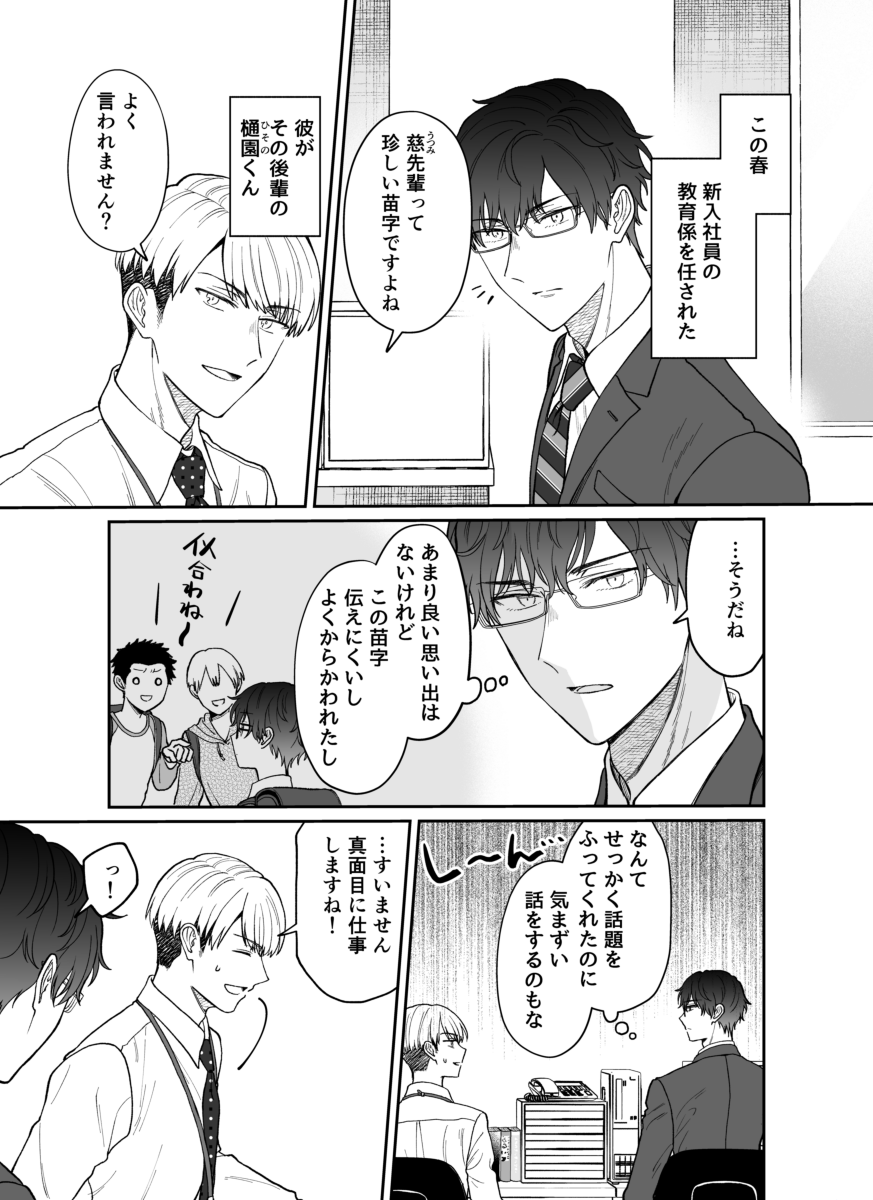 この春
新入社員の
教育係を任された
慈先輩って
うつみ
珍しい苗字ですよね
彼が
その後輩の
樋園くん
ひその
よく
言われません？
…そうだね
あまり良い思い出は
ないけれど
この苗字
伝えにくいし
よくからかわれたし
似合わね〜
なんて
せっかく話題を
ふってくれたのに
気まずい
話をするのもな
し〜ん…
…すいません
真面目に仕事
しますね！
っ！